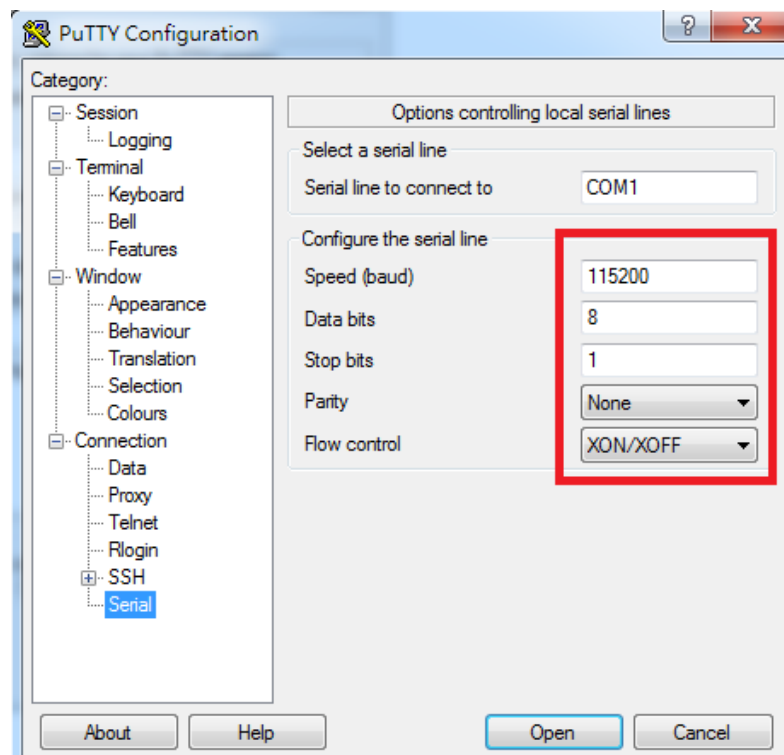 PuTTY Configuration
Category:
Session
Logging
Terminal
Keyboard
Bell
Features
Window
Appearance
Behaviour
Translation
Selection
Colours
Connection
Data
Proxy
Telnet
Rlogin
SSH
Serial
Options controlling local serial lines
Select a serial line
Serial line to connect to COM1
Configure the serial line
Speed (baud) 115200
Data bits 8
Stop bits 1
Parity None
Flow control XON/XOFF
About Help Open Cancel